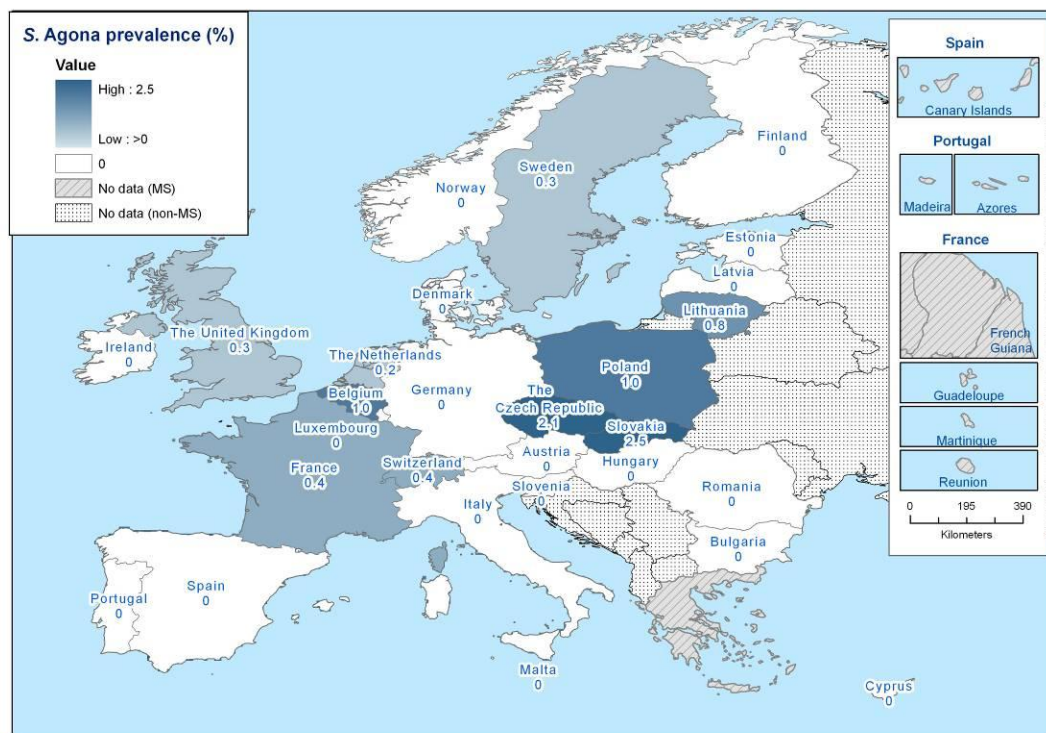 S. Agona prevalence (%)
Value
High : 2.5
Low : >0
0
No data (MS)
No data (non-MS)
Finland
0
Sweden
0.3
Norway
0
Estonia
0
Latvia
0
Denmark
0
Lithuania
0.8
The United Kingdom
0.3
Ireland
0
The Netherlands
0.2
Poland
1.0
Germany
0
Belgium
1.0
The
Czech Republic
2.1
Luxembourg
0
Slovakia
2.5
France
0.4
Switzerland
0.4
Austria
0
Hungary
0
Slovenia
0
Romania
0
Italy
0
Bulgaria
0
Spain
0
Portugal
0
Malta
0
Cyprus
0
Spain
Canary Islands
Portugal
Madeira
Azores
France
French
Guiana
Guadeloupe
Martinique
Reunion
0 195 390
Kilometers